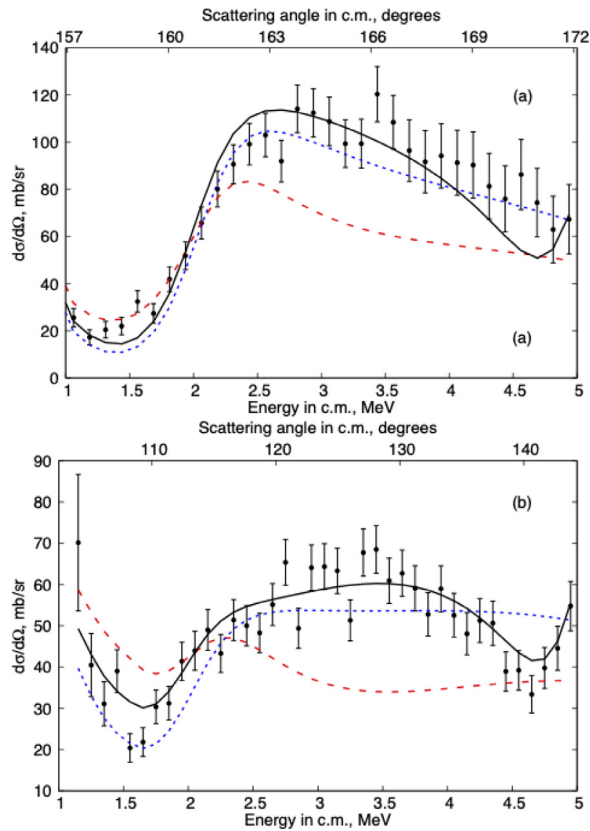 Scattering angle in c.m., degrees
157 160 163 166 169 172
140
120
100
80
60
40
20
0
dσ/dΩ, mb/sr
(a)
(a)
1 1.5 2 2.5 3 3.5 4 4.5 5
Energy in c.m., MeV
Scattering angle in c.m., degrees
110 120 130 140
90
80
70
60
50
40
30
20
10
dσ/dΩ, mb/sr
(b)
1 1.5 2 2.5 3 3.5 4 4.5 5
Energy in c.m., MeV